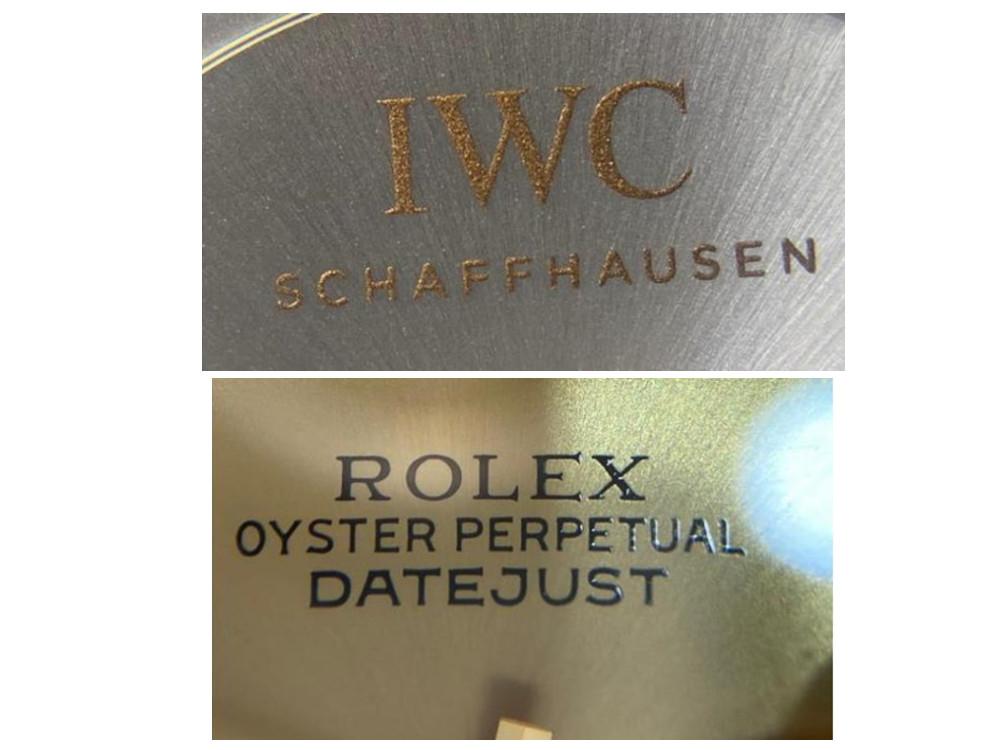 IWC
SCHAFFHAUSEN
ROLEX
OYSTER PERPETUAL
DATEJUST